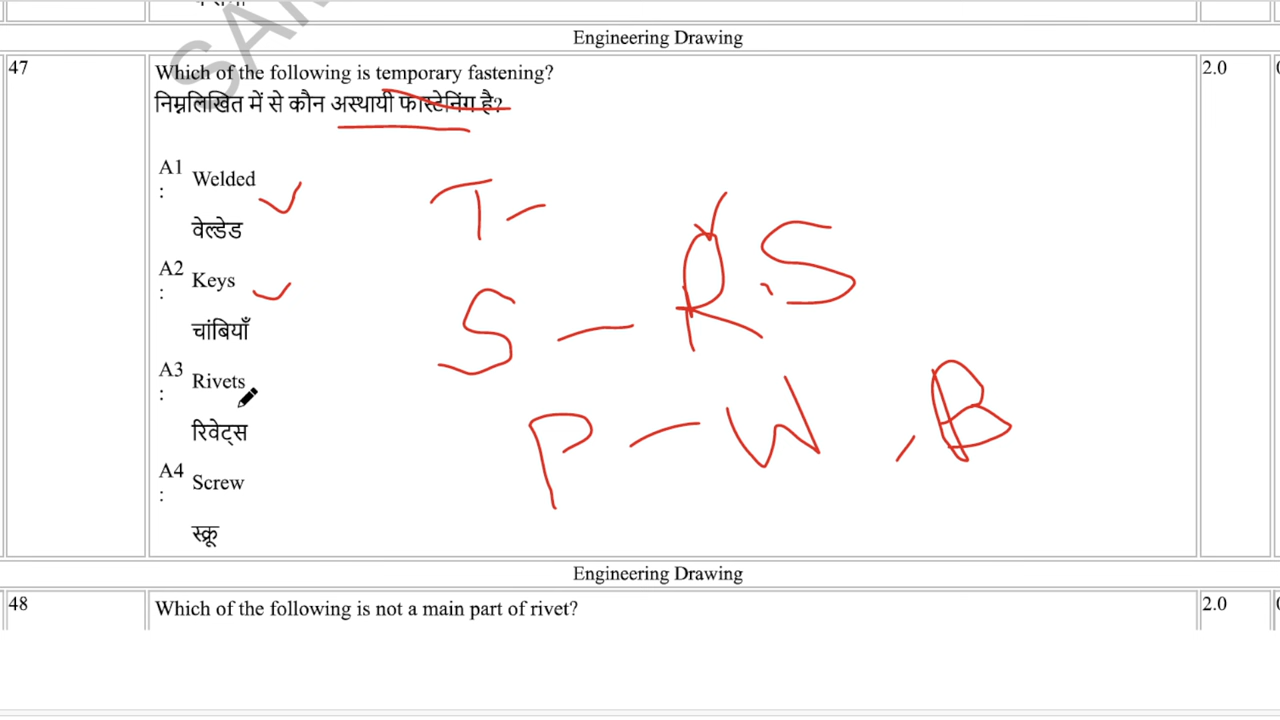 Engineering Drawing
47
Which of the following is temporary fastening?
2.0
निम्नलिखित में से कौन अस्थायी फास्टेनिंग है?
A1 : Welded
वेल्डेड
A2 : Keys
चांबियाँ
A3 : Rivets
रिवेट्स
A4 : Screw
स्क्रू
T -
S - R, S
P - W, B
Engineering Drawing
48
Which of the following is not a main part of rivet?
2.0